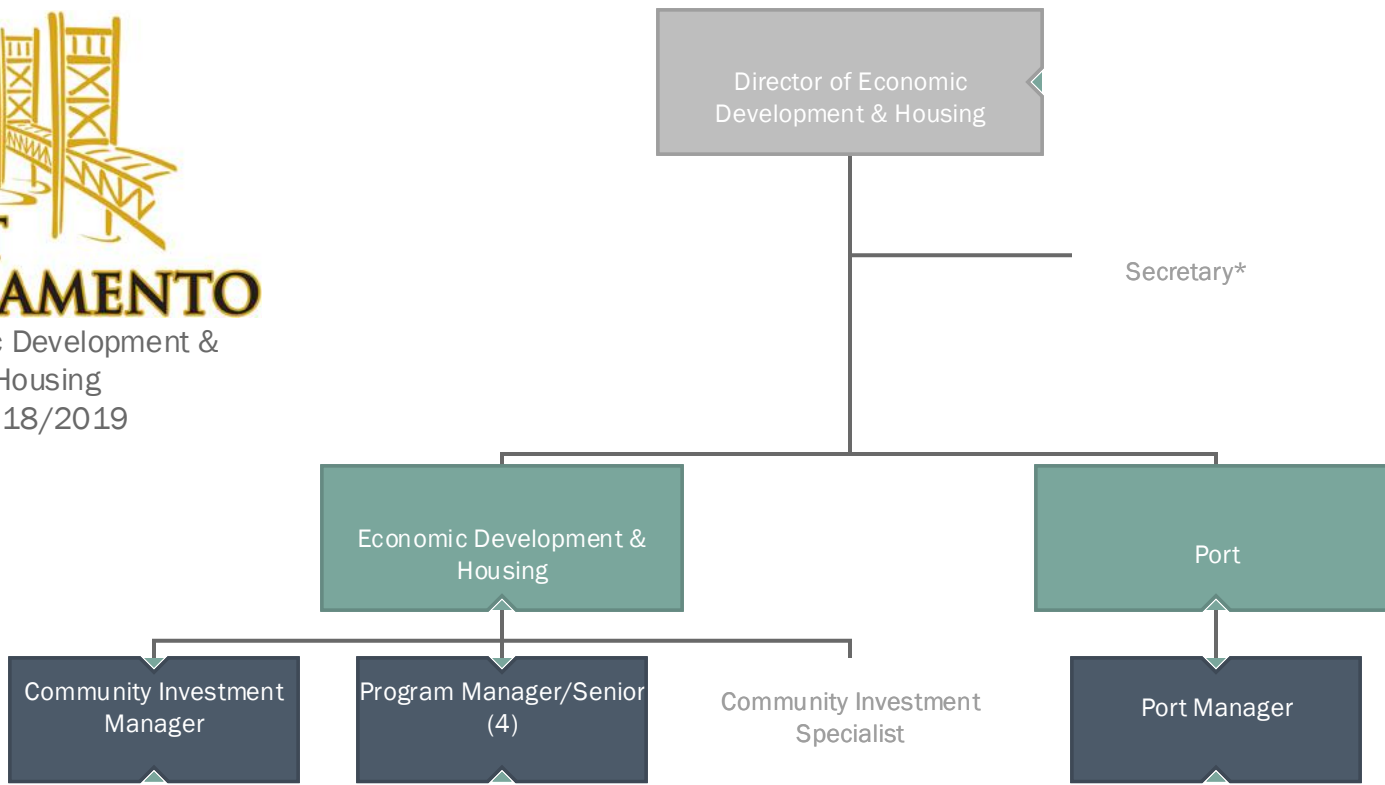 Director of Economic
Development & Housing
Secretary*
AMENTO
Development &
Housing
18/2019
Economic Development &
Housing
Port
Community Investment
Manager
Program Manager/Senior
(4)
Community Investment
Specialist
Port Manager